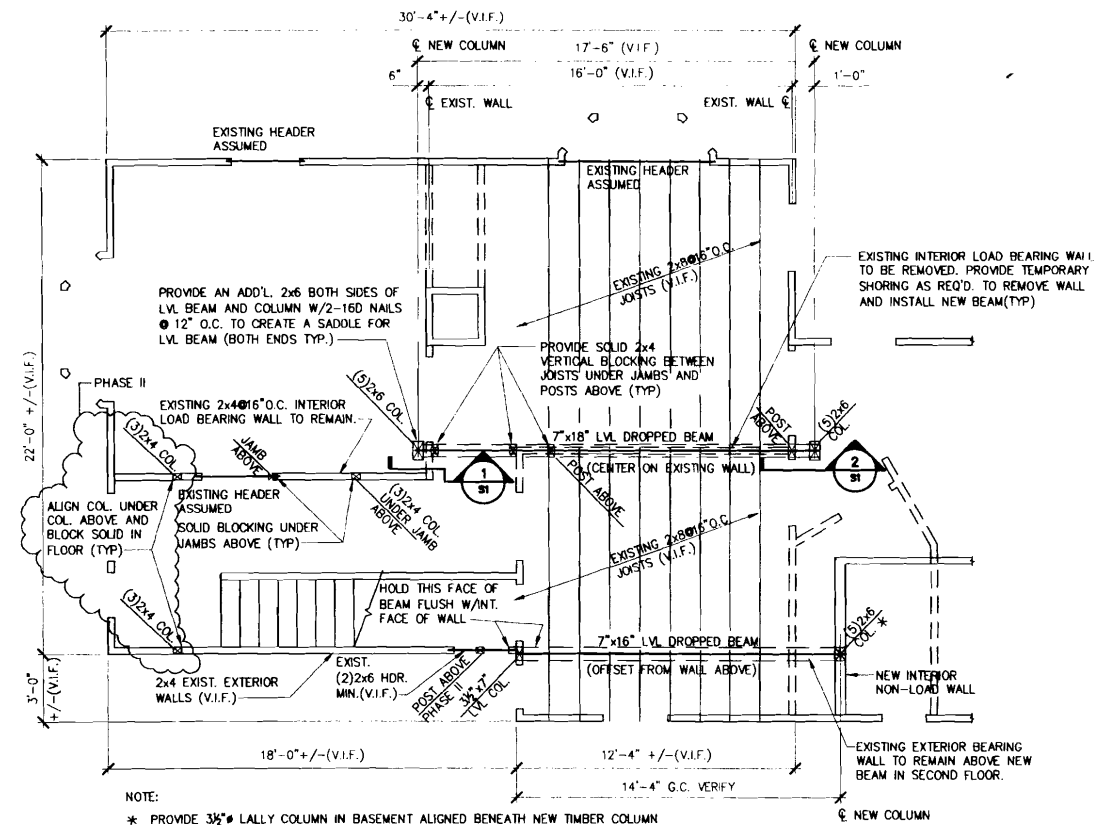 30'-4"+/-(V.I.F.)
℄ NEW COLUMN
17'-6" (V.I.F.)
℄ NEW COLUMN
6"
16'-0" (V.I.F.)
1'-0"
℄ EXIST. WALL
EXIST. WALL ℄
EXISTING HEADER
ASSUMED
EXISTING HEADER
ASSUMED
EXISTING 2x8@16"O.C.
JOISTS (V.I.F.)
EXISTING INTERIOR LOAD BEARING WALL
TO BE REMOVED. PROVIDE TEMPORARY
SHORING AS REQ'D. TO REMOVE WALL
AND INSTALL NEW BEAM(TYP)
PROVIDE AN ADD'L. 2x6 BOTH SIDES OF
LVL BEAM AND COLUMN W/2-16D NAILS
@ 12" O.C. TO CREATE A SADDLE FOR
LVL BEAM (BOTH ENDS TYP.)
PROVIDE SOLID 2x4
VERTICAL BLOCKING BETWEEN
JOISTS UNDER JAMBS AND
POSTS ABOVE (TYP)
PHASE II
22'-0" +/-(V.I.F.)
(5)2x6 COL.
EXISTING 2x4@16"O.C. INTERIOR
LOAD BEARING WALL TO REMAIN.
(3)2x4 COL.
JAMB
ABOVE
7"x18" LVL DROPPED BEAM
(CENTER ON EXISTING WALL)
POST
ABOVE
(5)2x6
COL.
1
S1
2
S1
POST ABOVE
ALIGN COL. UNDER
COL. ABOVE AND
BLOCK SOLID IN
FLOOR (TYP)
EXISTING HEADER
ASSUMED
SOLID BLOCKING UNDER
JAMBS ABOVE (TYP)
(3)2x4 COL.
UNDER JAMB
ABOVE
EXISTING 2x8@16"O.C.
JOISTS (V.I.F.)
HOLD THIS FACE OF
BEAM FLUSH W/INT.
FACE OF WALL
(3)2x4 COL.
7"x16" LVL DROPPED BEAM
(OFFSET FROM WALL ABOVE)
(5)2x6
COL. *
3'-0"
+/-(V.I.F.)
2x4 EXIST. EXTERIOR
WALLS (V.I.F.)
EXIST.
(2)2x6 HDR.
MIN.(V.I.F.)
POST ABOVE
PHASE II
3½"x7"
LVL COL.
NEW INTERIOR
NON-LOAD WALL
EXISTING EXTERIOR BEARING
WALL TO REMAIN ABOVE NEW
BEAM IN SECOND FLOOR.
18'-0"+/-(V.I.F.)
12'-4" +/-(V.I.F.)
14'-4" G.C. VERIFY
℄ NEW COLUMN
NOTE:
* PROVIDE 3½"ø LALLY COLUMN IN BASEMENT ALIGNED BENEATH NEW TIMBER COLUMN